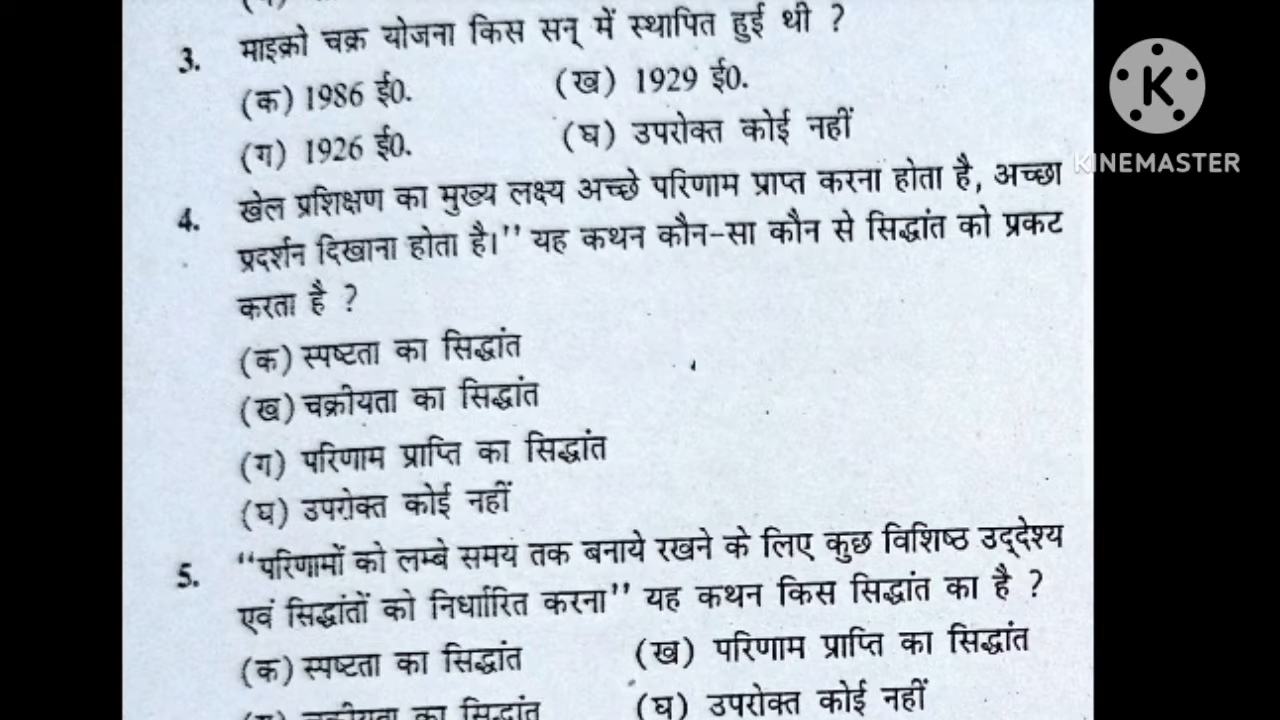 3. माइक्रो चक्र योजना किस सन् में स्थापित हुई थी ?
(क) 1986 ई0. (ख) 1929 ई0.
(ग) 1926 ई0. (घ) उपरोक्त कोई नहीं
K
KINEMASTER
4. खेल प्रशिक्षण का मुख्य लक्ष्य अच्छे परिणाम प्राप्त करना होता है, अच्छा
प्रदर्शन दिखाना होता है।" यह कथन कौन-सा कौन से सिद्धांत को प्रकट
करता है ?
(क) स्पष्टता का सिद्धांत
(ख) चक्रीयता का सिद्धांत
(ग) परिणाम प्राप्ति का सिद्धांत
(घ) उपरोक्त कोई नहीं
5. "परिणामों को लम्बे समय तक बनाये रखने के लिए कुछ विशिष्ठ उद्देश्य
एवं सिद्धांतों को निर्धाारित करना" यह कथन किस सिद्धांत का है ?
(क) स्पष्टता का सिद्धांत (ख) परिणाम प्राप्ति का सिद्धांत
चक्रीयता का सिद्धांत (घ) उपरोक्त कोई नहीं